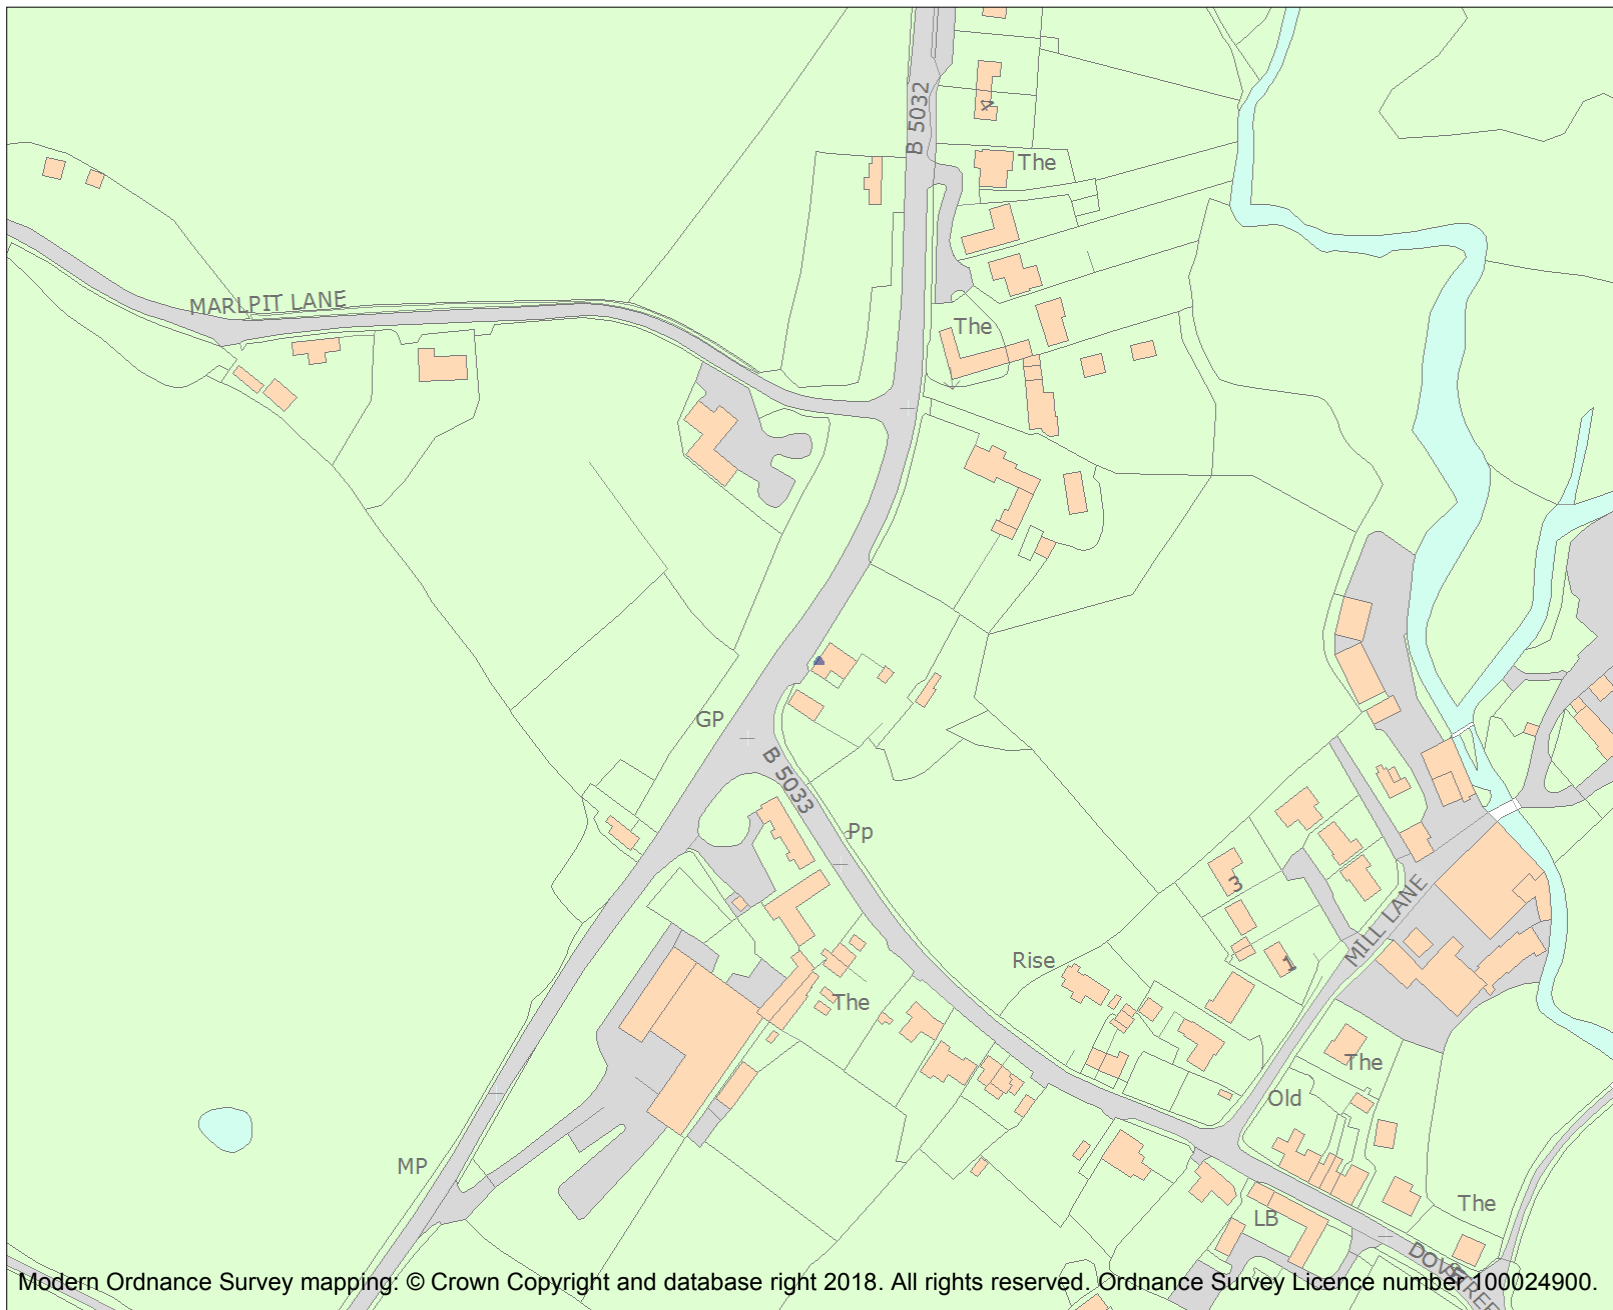 B 5032
4
The
MARLPIT LANE
The
GP
B 5033
Pp
3
MILL LANE
Rise
1
The
The
Old
MP
The
LB
Modern Ordnance Survey mapping: © Crown Copyright and database right 2018. All rights reserved. Ordnance Survey Licence number 100024900.